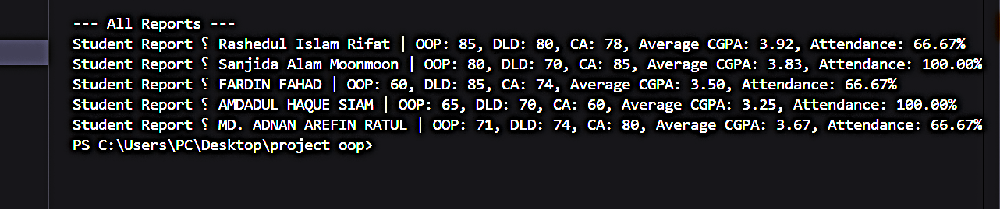 --- All Reports ---
Student Report ⸮ Rashedul Islam Rifat | OOP: 85, DLD: 80, CA: 78, Average CGPA: 3.92, Attendance: 66.67%
Student Report ⸮ Sanjida Alam Moonmoon | OOP: 80, DLD: 70, CA: 85, Average CGPA: 3.83, Attendance: 100.00%
Student Report ⸮ FARDIN FAHAD | OOP: 60, DLD: 85, CA: 74, Average CGPA: 3.50, Attendance: 66.67%
Student Report ⸮ AMDADUL HAQUE SIAM | OOP: 65, DLD: 70, CA: 60, Average CGPA: 3.25, Attendance: 100.00%
Student Report ⸮ MD. ADNAN AREFIN RATUL | OOP: 71, DLD: 74, CA: 80, Average CGPA: 3.67, Attendance: 66.67%
PS C:\Users\PC\Desktop\project oop>